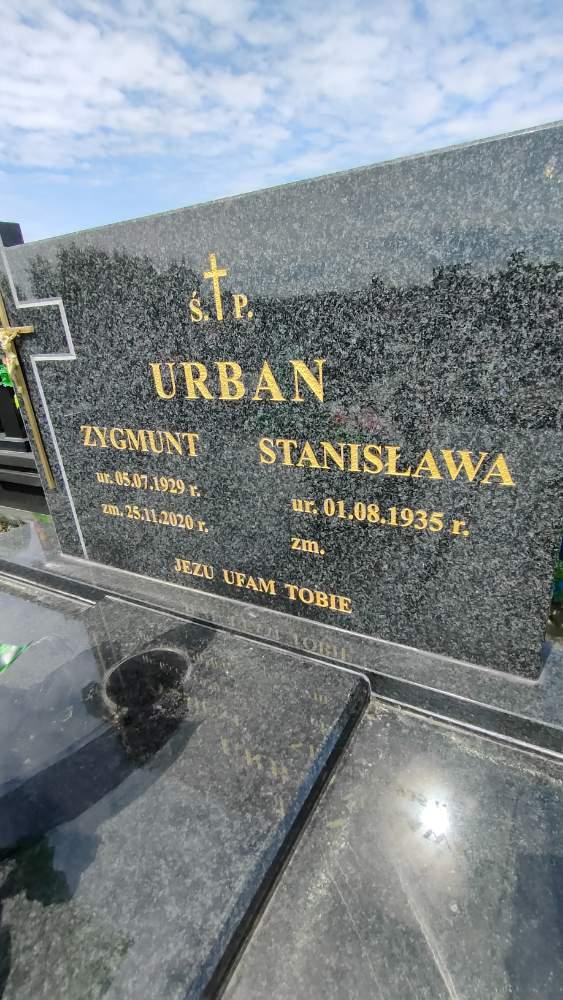 Ś. P.
URBAN
ZYGMUNT
ur. 05.07.1929 r.
zm. 25.11.2020 r.
STANISŁAWA
ur. 01.08.1935 r.
zm.
JEZU UFAM TOBIE